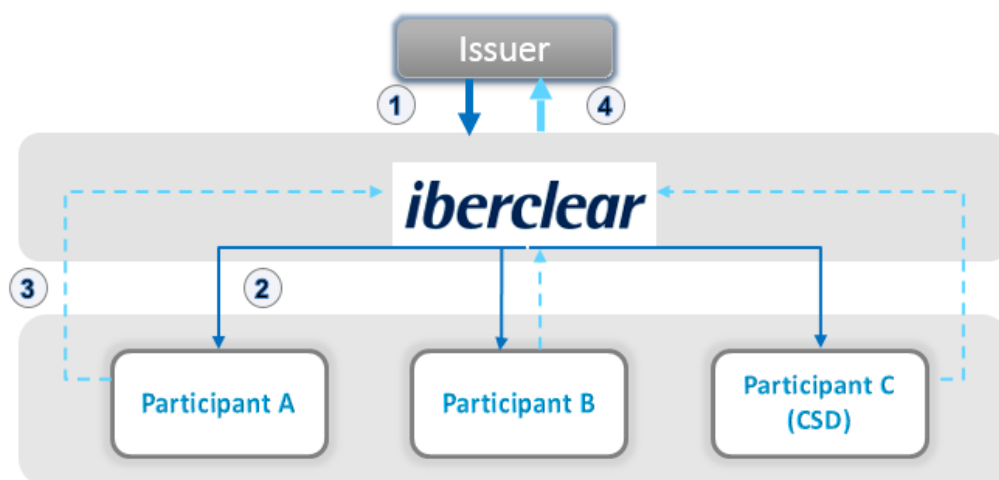 Issuer
1
4
iberclear
3
2
Participant A
Participant B
Participant C
(CSD)